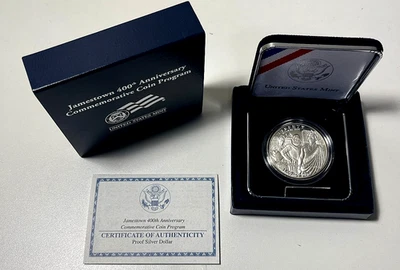 Jamestown 400th Anniversary
Commemorative Coin Program
UNITED STATES MINT
United States Mint
LIBERTY
Jamestown 400th Anniversary
Commemorative Coin Program
CERTIFICATE OF AUTHENTICITY
Proof Silver Dollar